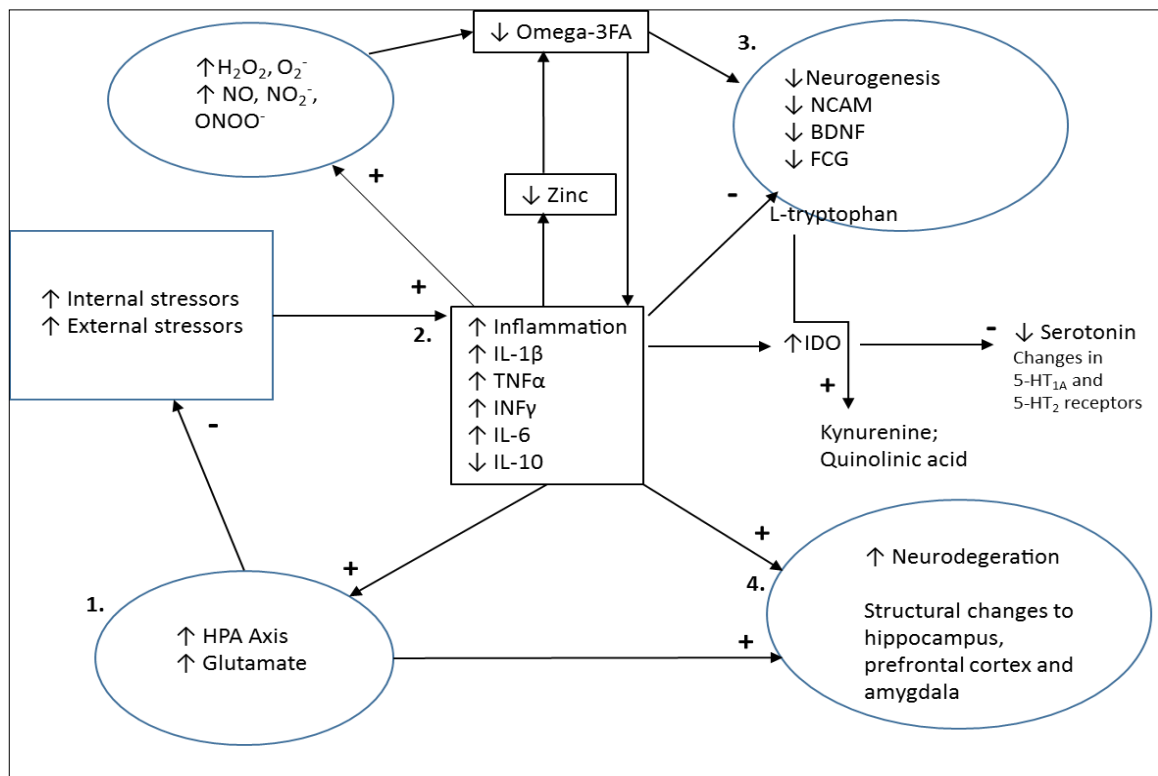 ↓ Omega-3FA
3.
↑H₂O₂, O₂⁻
↑ NO, NO₂⁻,
ONOO⁻
↓Neurogenesis
↓ NCAM
↓ BDNF
↓ FCG
+
↓ Zinc
-
L-tryptophan
↑ Internal stressors
↑ External stressors
+
2.
↑ Inflammation
↑ IL-1β
↑ TNFα
↑ INFγ
↑ IL-6
↓ IL-10
↑IDO
+
-
↓ Serotonin
Changes in
5-HT₁A and
5-HT₂ receptors
Kynurenine;
Quinolinic acid
-
+
+
1.
↑ HPA Axis
↑ Glutamate
+
4.
↑ Neurodegeration
Structural changes to
hippocampus,
prefrontal cortex and
amygdala